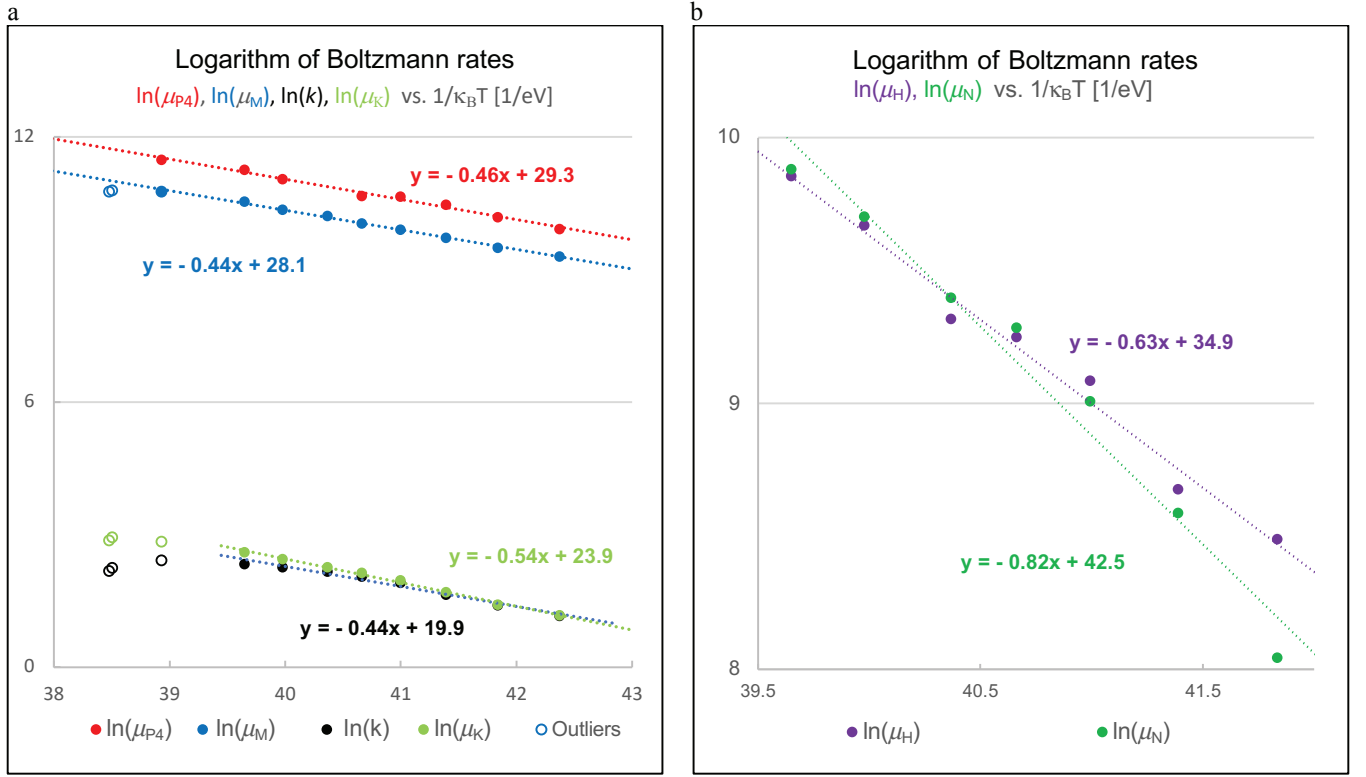 a
Logarithm of Boltzmann rates
ln(μP4), ln(μM), ln(k), ln(μK) vs. 1/κBT [1/eV]
12
y = - 0.46x + 29.3
y = - 0.44x + 28.1
6
y = - 0.54x + 23.9
y = - 0.44x + 19.9
0
38 39 40 41 42 43
ln(μP4) ln(μM) ln(k) ln(μK) Outliers
b
Logarithm of Boltzmann rates
ln(μH), ln(μN) vs. 1/κBT [1/eV]
10
y = - 0.63x + 34.9
9
y = - 0.82x + 42.5
8
39.5 40.5 41.5
ln(μH) ln(μN)